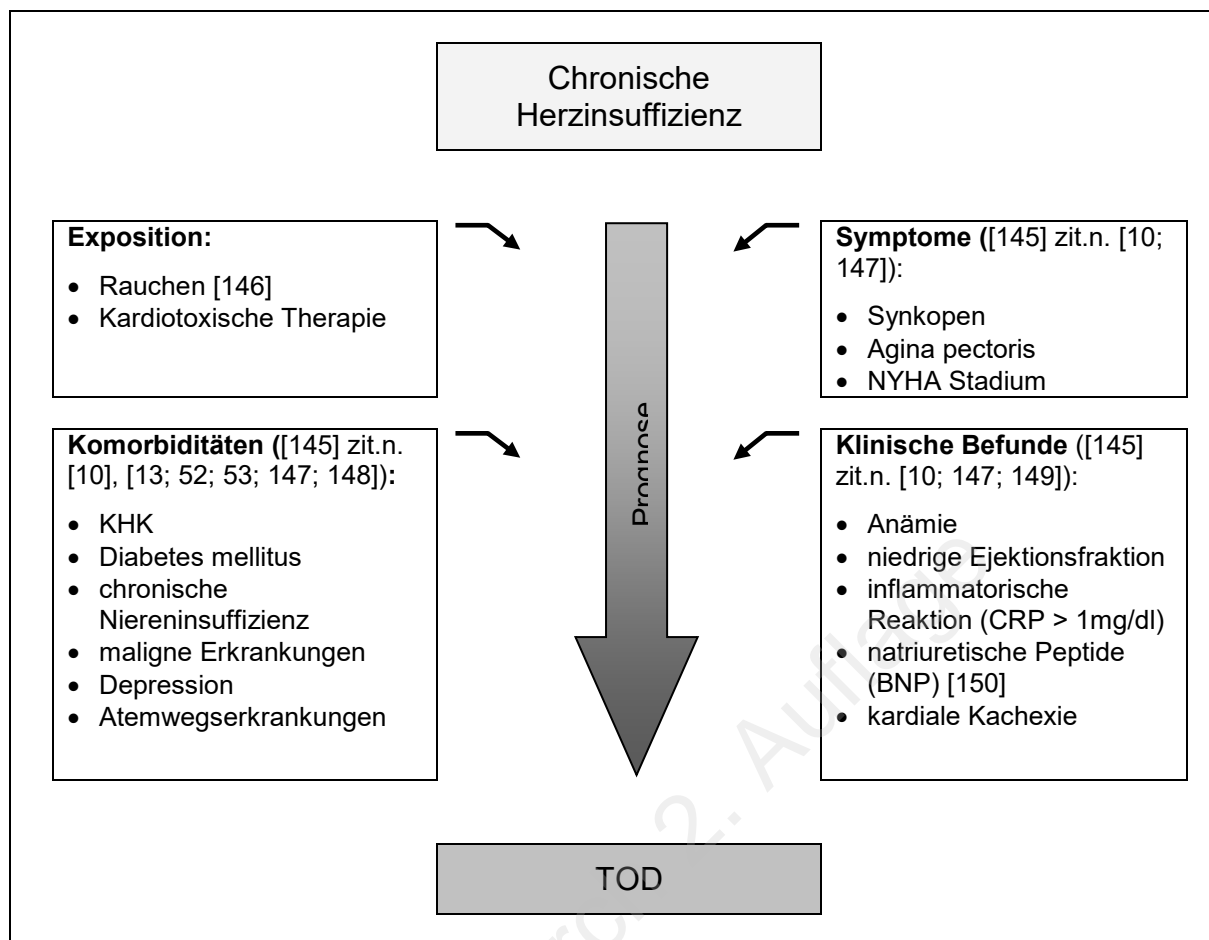 Chronische
Herzinsuffizienz
Exposition:
• Rauchen [146]
• Kardiotoxische Therapie
Symptome ([145] zit.n. [10;
147]):
• Synkopen
• Agina pectoris
• NYHA Stadium
Prognose
Komorbiditäten ([145] zit.n.
[10], [13; 52; 53; 147; 148]):
• KHK
• Diabetes mellitus
• chronische
Niereninsuffizienz
• maligne Erkrankungen
• Depression
• Atemwegserkrankungen
Klinische Befunde ([145]
zit.n. [10; 147; 149]):
• Anämie
• niedrige Ejektionsfraktion
• inflammatorische
Reaktion (CRP > 1mg/dl)
• natriuretische Peptide
(BNP) [150]
• kardiale Kachexie
TOD
2. Auflage